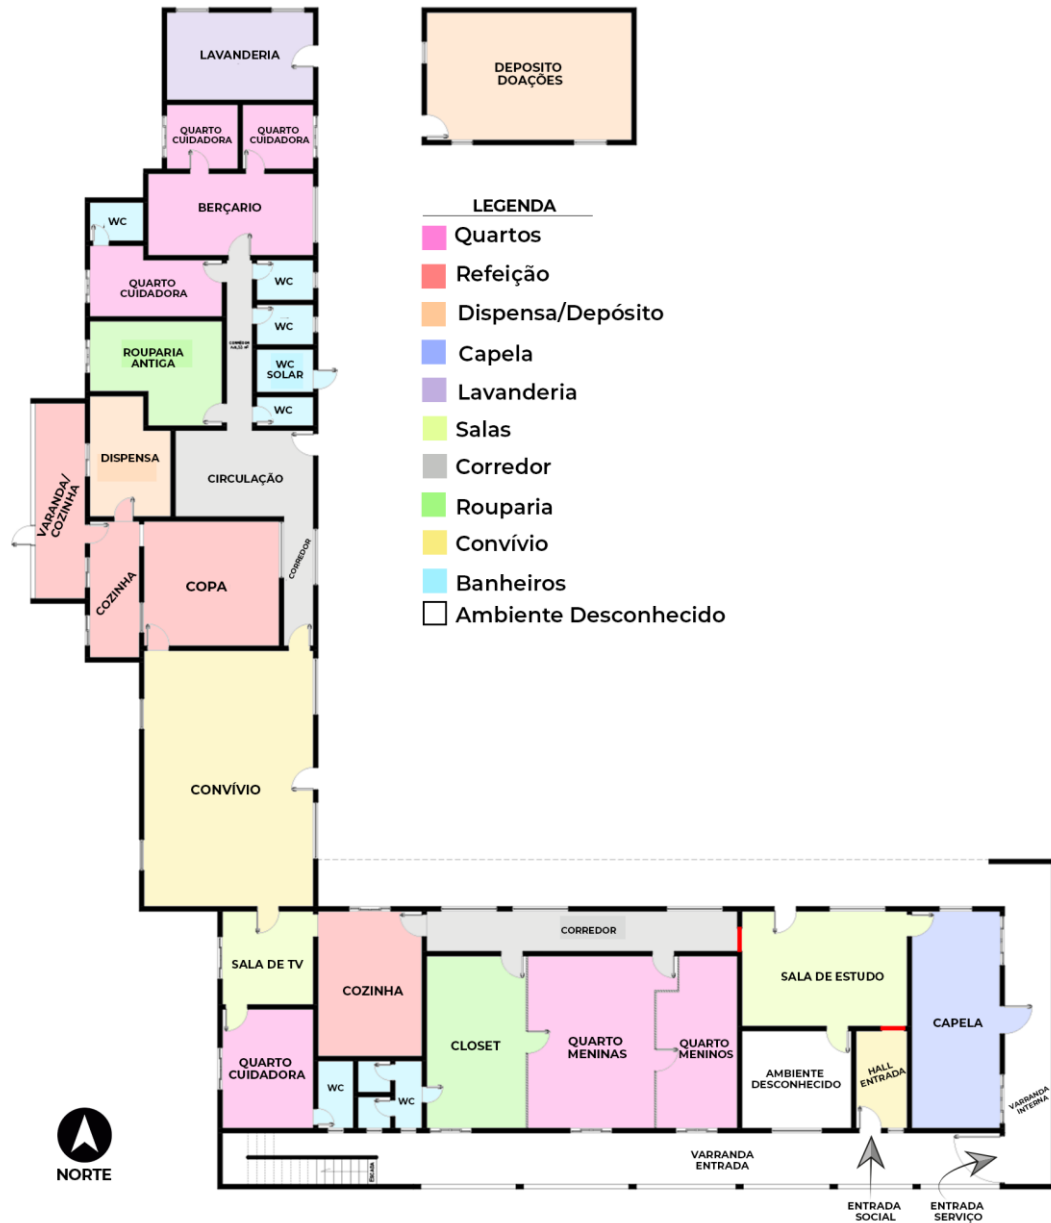 LAVANDERIA
DEPOSITO
DOAÇÕES
QUARTO
CUIDADORA
QUARTO
CUIDADORA
BERÇARIO
WC
QUARTO
CUIDADORA
WC
WC
ROUPARIA
ANTIGA
WC
SOLAR
WC
DISPENSA
CIRCULAÇÃO
VARANDA/
COZINHA
COZINHA
COPA
CORREDOR
CONVÍVIO
LEGENDA
Quartos
Refeição
Dispensa/Depósito
Capela
Lavanderia
Salas
Corredor
Rouparia
Convívio
Banheiros
Ambiente Desconhecido
SALA DE TV
COZINHA
CORREDOR
SALA DE ESTUDO
CAPELA
QUARTO
CUIDADORA
WC
WC
CLOSET
QUARTO
MENINAS
QUARTO
MENINOS
AMBIENTE
DESCONHECIDO
HALL
ENTRADA
VARRANDA
INTERNA
ESCADA
VARRANDA
ENTRADA
NORTE
ENTRADA
SOCIAL
ENTRADA
SERVIÇO